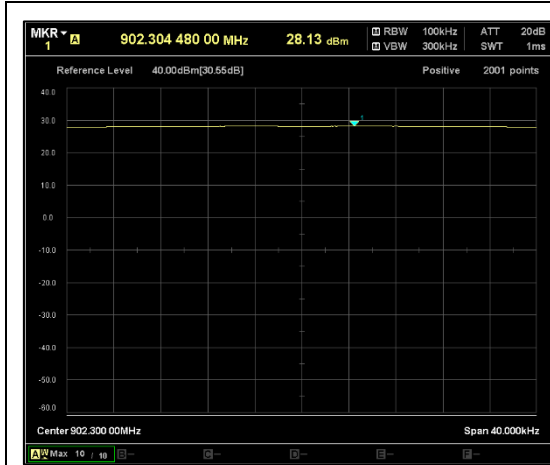 MKR A 902.304 480 00 MHz 28.13 dBm RBW 100kHz ATT 20dB
1 VBW 300kHz SWT 1ms
Reference Level 40.00dBm[30.55dB] Positive 2001 points
40.0
30.0
1
20.0
10.0
0.0
-10.0
-20.0
-30.0
-40.0
-50.0
-60.0
Center 902.300 00MHz Span 40.000kHz
A Max 10 / 10 B- C- D- E- F-